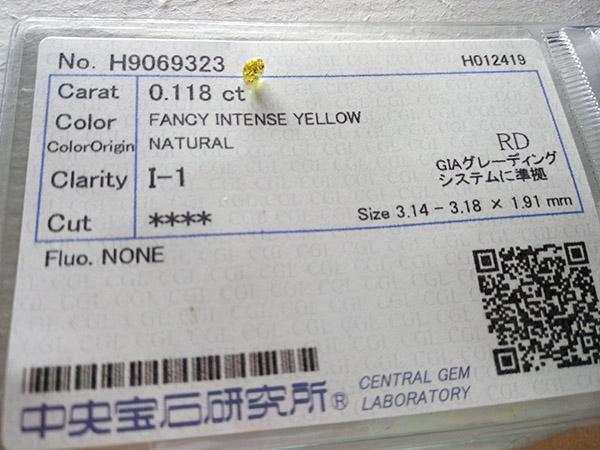 No. H9069323
H012419
Carat 0.118 ct
Color FANCY INTENSE YELLOW
ColorOrigin NATURAL
RD
Clarity I-1
GIAグレーディング
システムに準拠
Cut ****
Size 3.14 - 3.18 × 1.91 mm
Fluo. NONE
中央宝石研究所®
CENTRAL GEM
LABORATORY